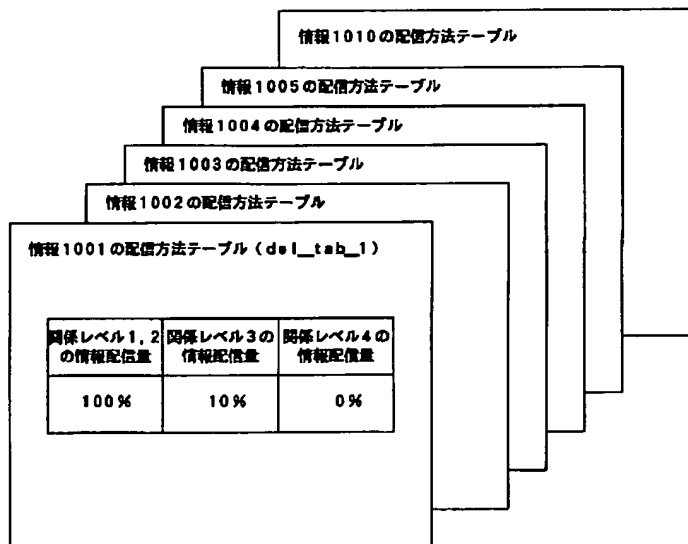 情報1010の配信方法テーブル
情報1005の配信方法テーブル
情報1004の配信方法テーブル
情報1003の配信方法テーブル
情報1002の配信方法テーブル
情報1001の配信方法テーブル(del_tab_1)
関係レベル1,2の情報配信量
関係レベル3の情報配信量
関係レベル4の情報配信量
100%
10%
0%